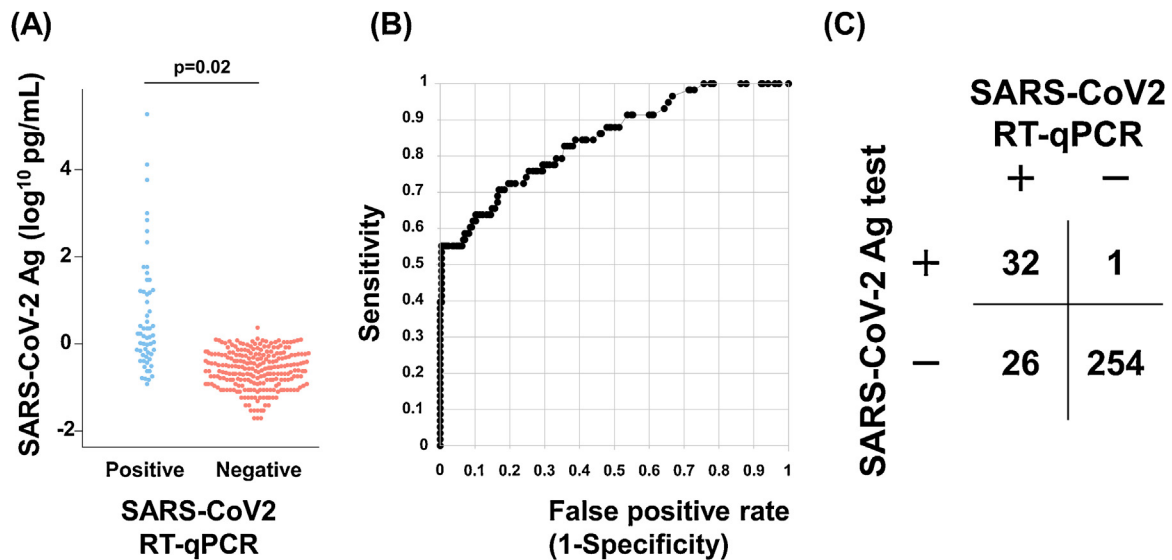 (A)
p=0.02
SARS-CoV-2 Ag (log10 pg/mL)
4
2
0
-2
Positive Negative
SARS-CoV2
RT-qPCR
(B)
Sensitivity
1
0.9
0.8
0.7
0.6
0.5
0.4
0.3
0.2
0.1
0
0 0.1 0.2 0.3 0.4 0.5 0.6 0.7 0.8 0.9 1
False positive rate
(1-Specificity)
(C)
SARS-CoV2
RT-qPCR
+ −
SARS-CoV-2 Ag test
+ 32 1
− 26 254